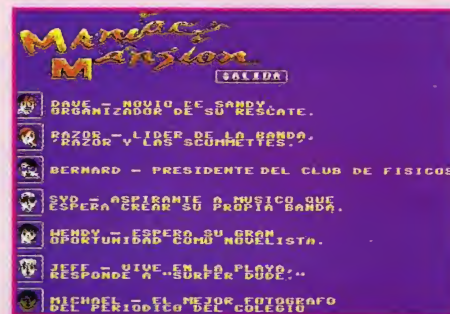 Maniac
Mansion
SALIDA
DAVE - NOVIO DE SANDY,
ORGANIZADOR DE SU RESCATE.
RAZOR - LIDER DE LA BANDA,
"RAZOR Y LAS SCUMMETTES."
BERNARD - PRESIDENTE DEL CLUB DE FISICOS
SYD - ASPIRANTE A MUSICO QUE
ESPERA CREAR SU PROPIA BANDA.
WENDY - ESPERA SU GRAN
OPORTUNIDAD COMO NOVELISTA.
JEFF - VIVE EN LA PLAYA,
RESPONDE A "SURFER DUDE."
MICHAEL - EL MEJOR FOTOGRAFO
DEL PERIODICO DEL COLEGIO